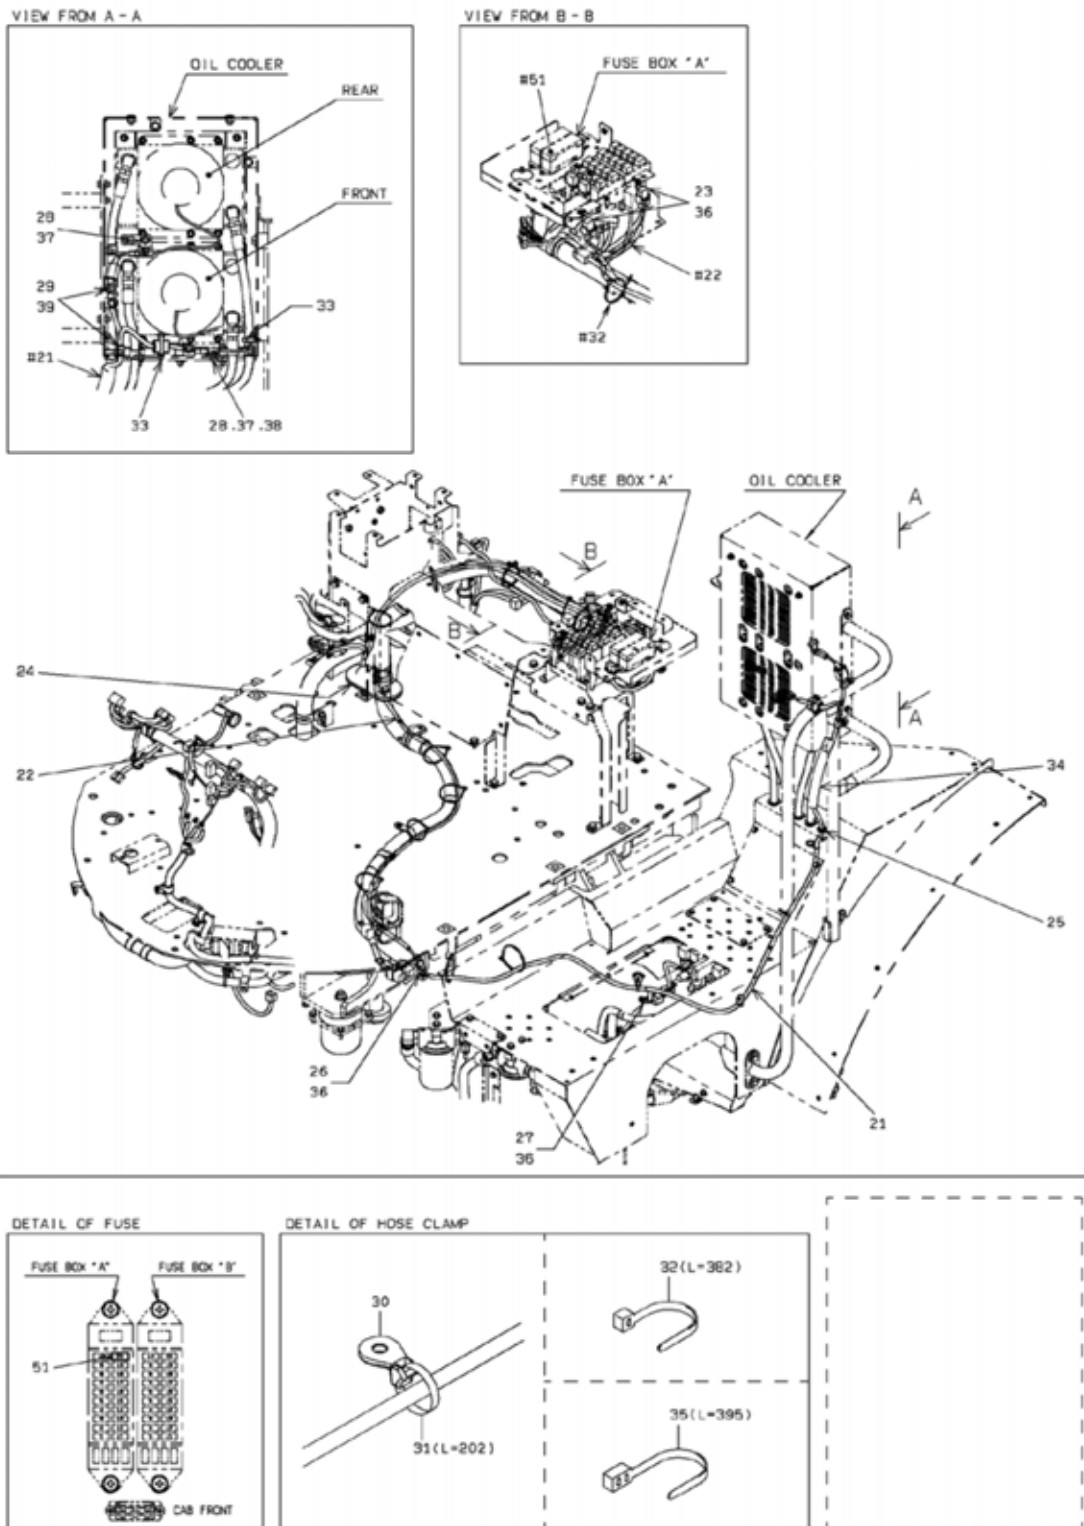 VIEW FROM A - A
OIL COOLER
REAR
FRONT
28
37
29
39
#21
33
33
28.37.38
VIEW FROM B - B
FUSE BOX "A"
#51
23
36
#22
#32
FUSE BOX "A"
OIL COOLER
A
B
B
24
22
A
34
25
26
36
27
36
21
DETAIL OF FUSE
FUSE BOX "A"
FUSE BOX "B"
51
CAB FRONT
DETAIL OF HOSE CLAMP
30
31(L=202)
32(L=382)
35(L=395)